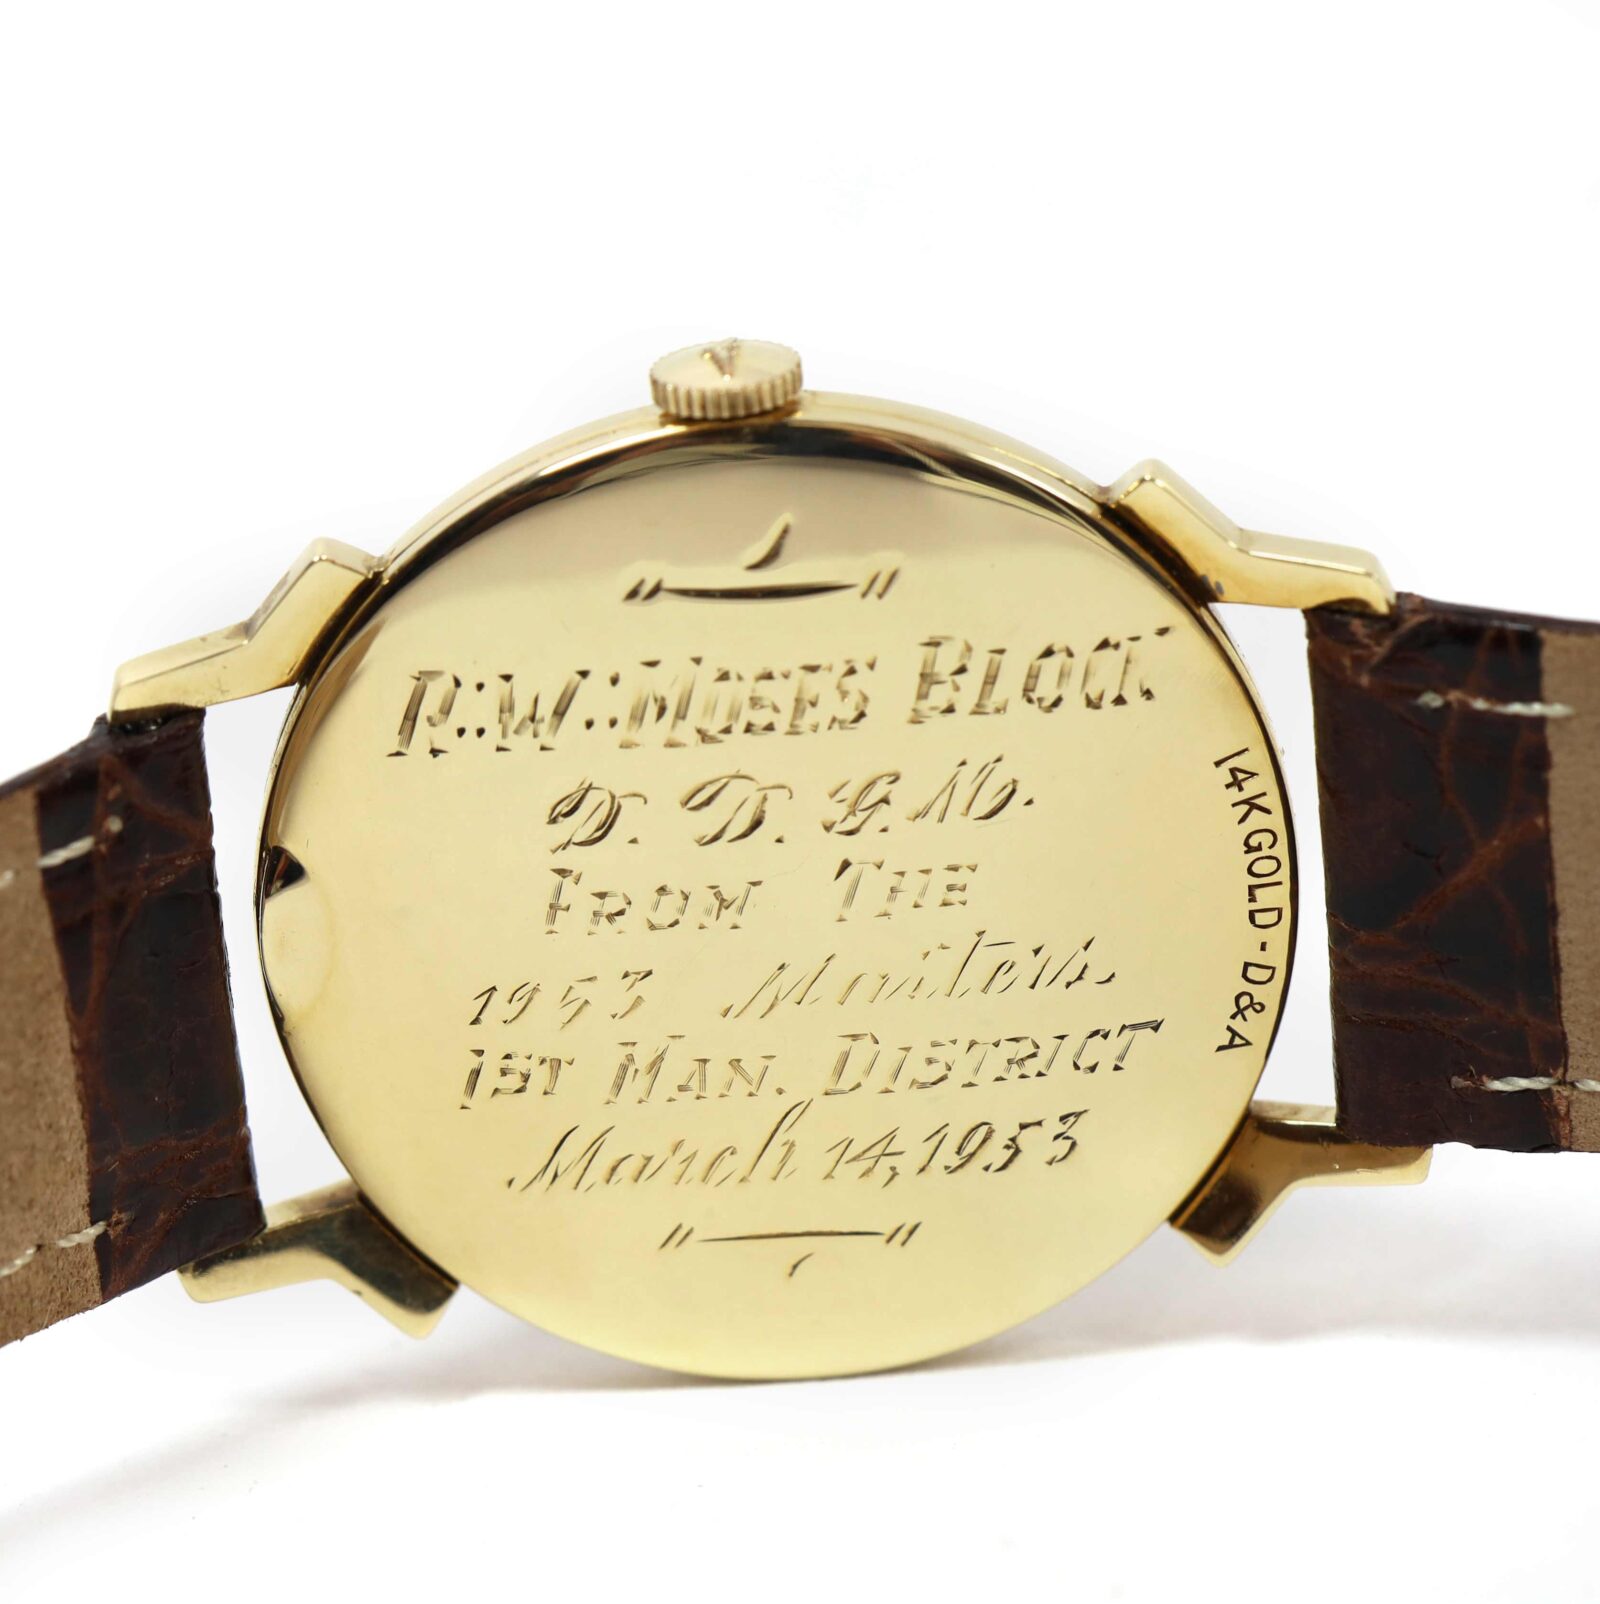 R∴W∴MOSES BLOCK
D. D. G. M.
FROM THE
1953 Masters
1ST MAN. DISTRICT
March 14, 1953
14K GOLD - D&A